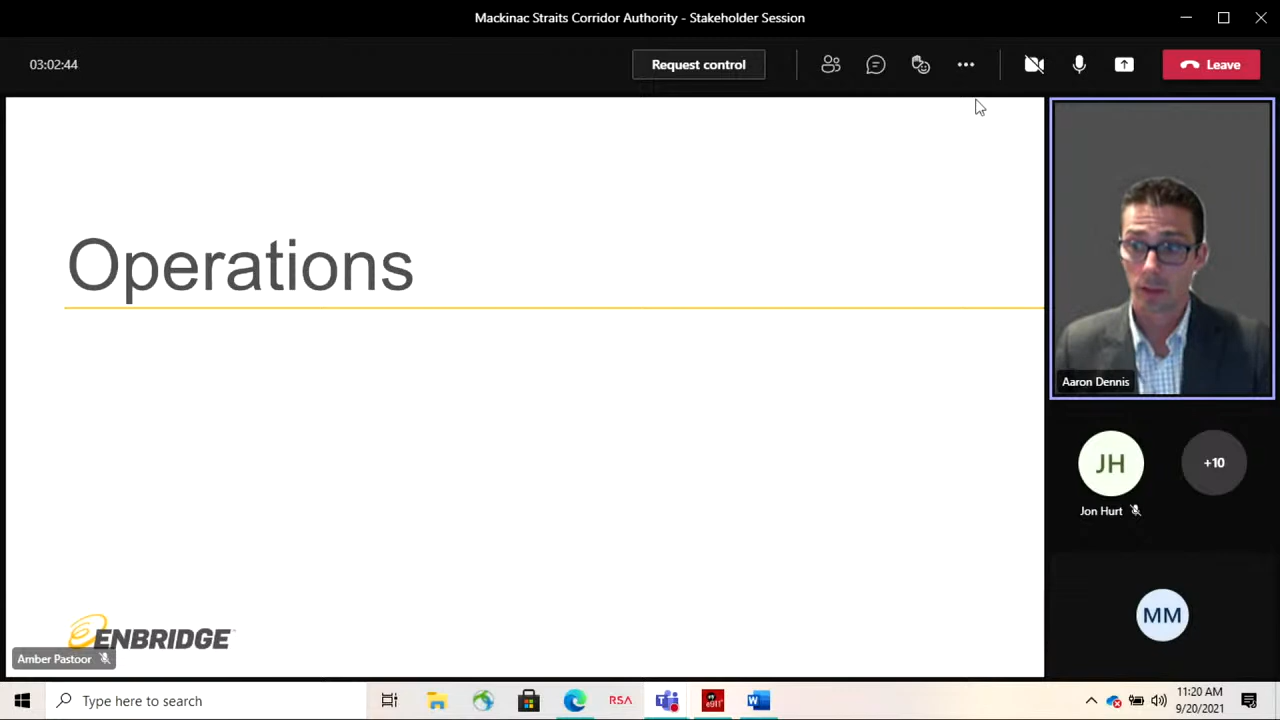 Mackinac Straits Corridor Authority - Stakeholder Session
03:02:44
Request control
Leave
Operations
Aaron Dennis
JH
+10
Jon Hurt
MM
ENBRIDGE
Amber Pastoor
Type here to search
RSA
e911
11:20 AM
9/20/2021